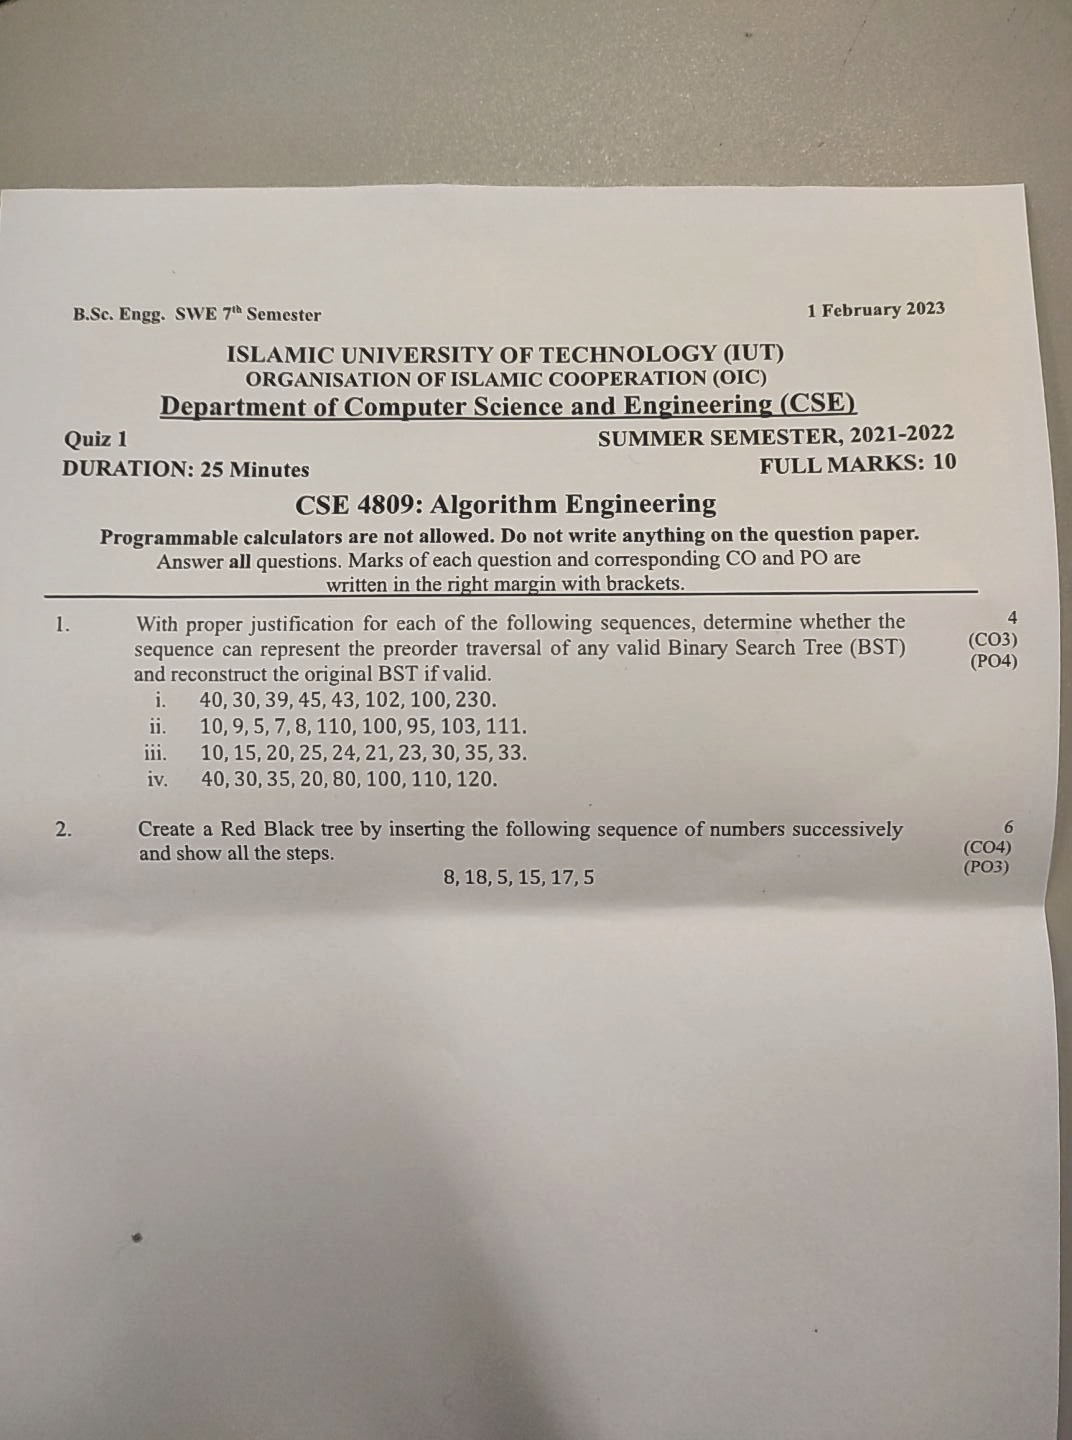 B.Sc. Engg. SWE 7th Semester 1 February 2023
ISLAMIC UNIVERSITY OF TECHNOLOGY (IUT)
ORGANISATION OF ISLAMIC COOPERATION (OIC)
Department of Computer Science and Engineering (CSE)
Quiz 1 SUMMER SEMESTER, 2021-2022
DURATION: 25 Minutes FULL MARKS: 10
CSE 4809: Algorithm Engineering
Programmable calculators are not allowed. Do not write anything on the question paper.
Answer all questions. Marks of each question and corresponding CO and PO are
written in the right margin with brackets.
1. With proper justification for each of the following sequences, determine whether the 4
sequence can represent the preorder traversal of any valid Binary Search Tree (BST) (CO3)
and reconstruct the original BST if valid. (PO4)
i. 40, 30, 39, 45, 43, 102, 100, 230.
ii. 10, 9, 5, 7, 8, 110, 100, 95, 103, 111.
iii. 10, 15, 20, 25, 24, 21, 23, 30, 35, 33.
iv. 40, 30, 35, 20, 80, 100, 110, 120.
2. Create a Red Black tree by inserting the following sequence of numbers successively 6
and show all the steps. (CO4)
8, 18, 5, 15, 17, 5 (PO3)